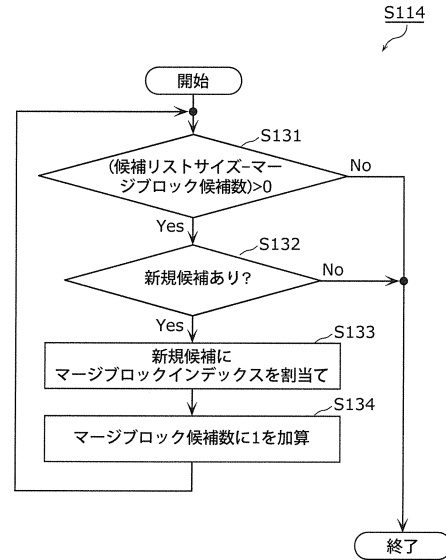 S114
開始
S131
(候補リストサイズ−マー
ジブロック候補数)>0
No
Yes
S132
新規候補あり?
No
Yes
S133
新規候補に
マージブロックインデックスを割当て
S134
マージブロック候補数に1を加算
終了